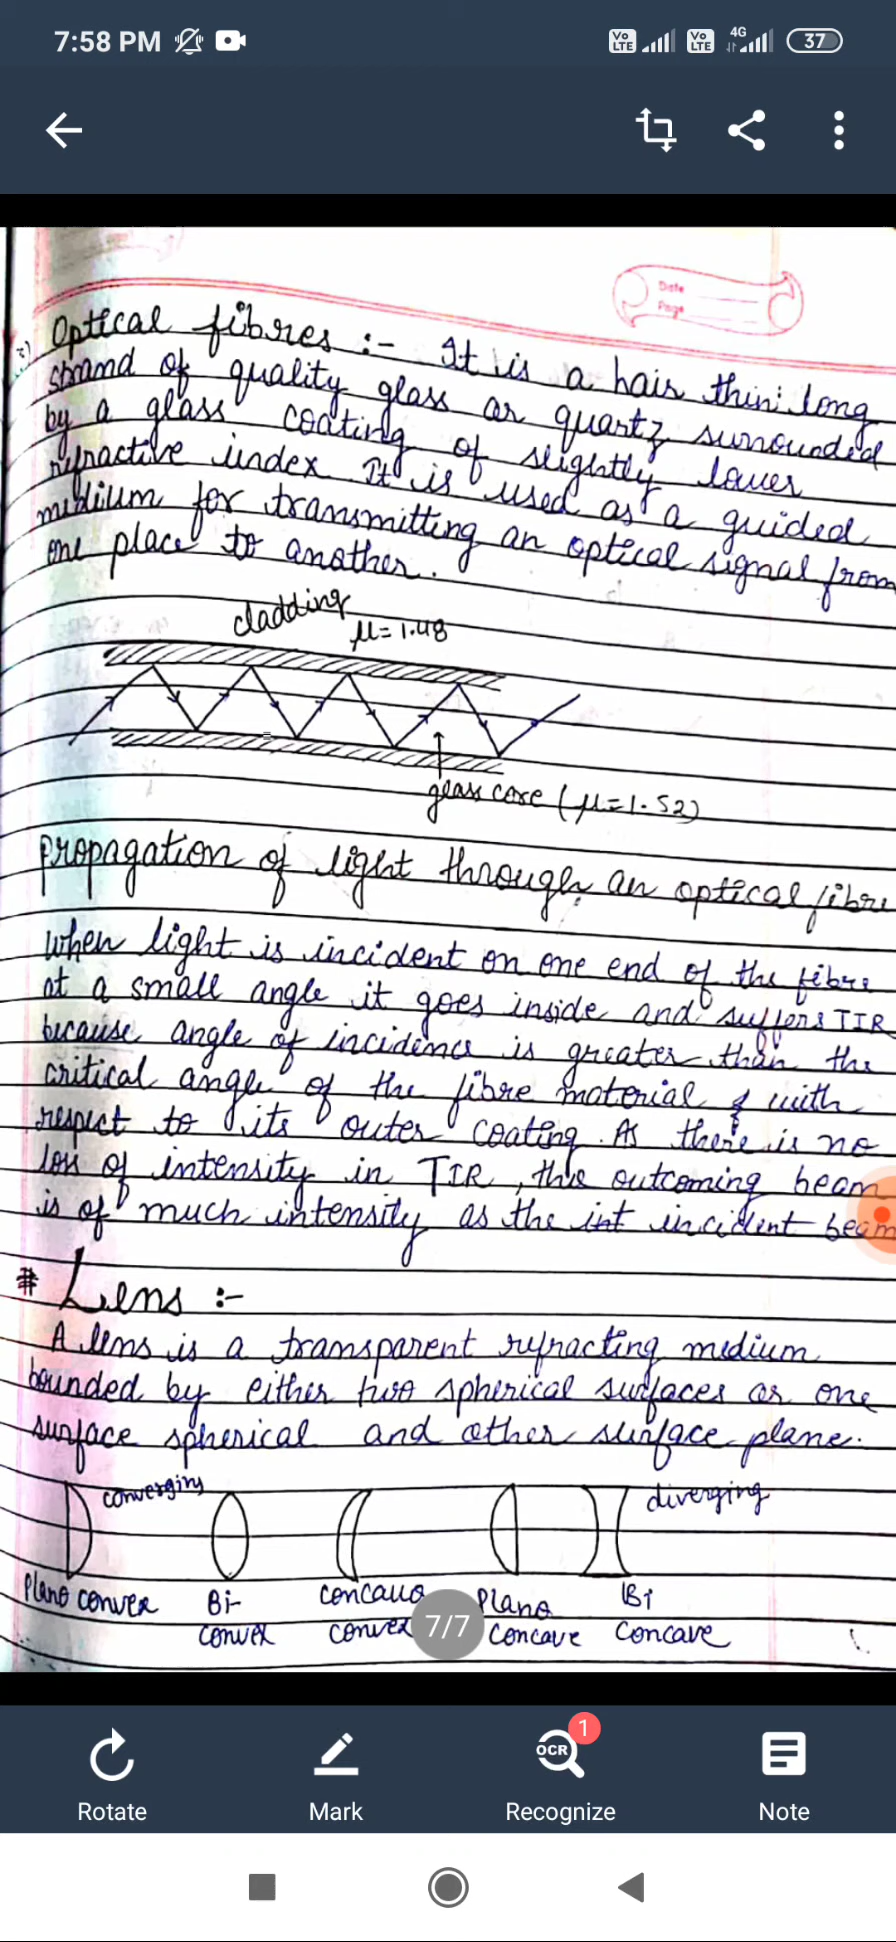 7:58 PM
Vo LTE Vo LTE 4G 37
Date
Page
Optical fibres :- It is a hair thin long
strand of quality glass or quartz surrounded
by a glass coating of slightly lower
refractive index It is used as a guided
medium for transmitting an optical signal from
one place to another.
cladding
μ= 1.48
glass core (μ=1.52)
propagation of light through an optical fibre
when light is incident on one end of the fibre
at a small angle it goes inside and suffers TIR
because angle of incidence is greater than the
critical angle of the fibre material & with
respect to its outer coating. As there is no
loss of intensity in TIR, the outcoming beam
is of much intensity as the int incident beam
# Lens :-
A lens is a transparent refracting medium
bounded by either two spherical surfaces or one
surface spherical and other surface plane.
converging
diverging
Plano convex Bi- concavo Plano Bi
convex convex concave concave
7/7
OCR 1
Rotate Mark Recognize Note